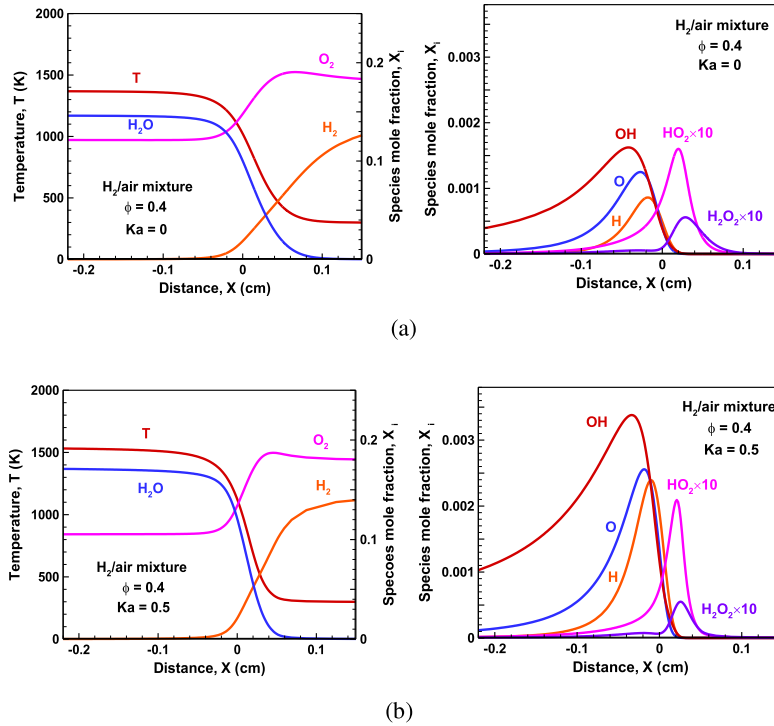 2000
1500
1000
500
0
Temperature, T (K)
T
H₂O
O₂
H₂
H₂/air mixture
ϕ = 0.4
Ka = 0
0.2
0.1
0
Species mole fraction, Xᵢ
-0.2
-0.1
0
0.1
Distance, X (cm)
0.003
0.002
0.001
0.000
Species mole fraction, Xᵢ
H₂/air mixture
ϕ = 0.4
Ka = 0
OH
O
H
HO₂×10
H₂O₂×10
-0.2
-0.1
0
0.1
Distance, X (cm)
(a)
2000
1500
1000
500
0
Temperature, T (K)
T
H₂O
O₂
H₂
H₂/air mixture
ϕ = 0.4
Ka = 0.5
0.2
0.1
0
Specoes mole fraction, Xᵢ
-0.2
-0.1
0
0.1
Distance, X (cm)
0.003
0.002
0.001
0.000
Species mole fraction, X ᵢ
H₂/air mixture
ϕ = 0.4
Ka = 0.5
OH
O
H
HO₂×10
H₂O₂×10
-0.2
-0.1
0
0.1
Distance, X (cm)
(b)